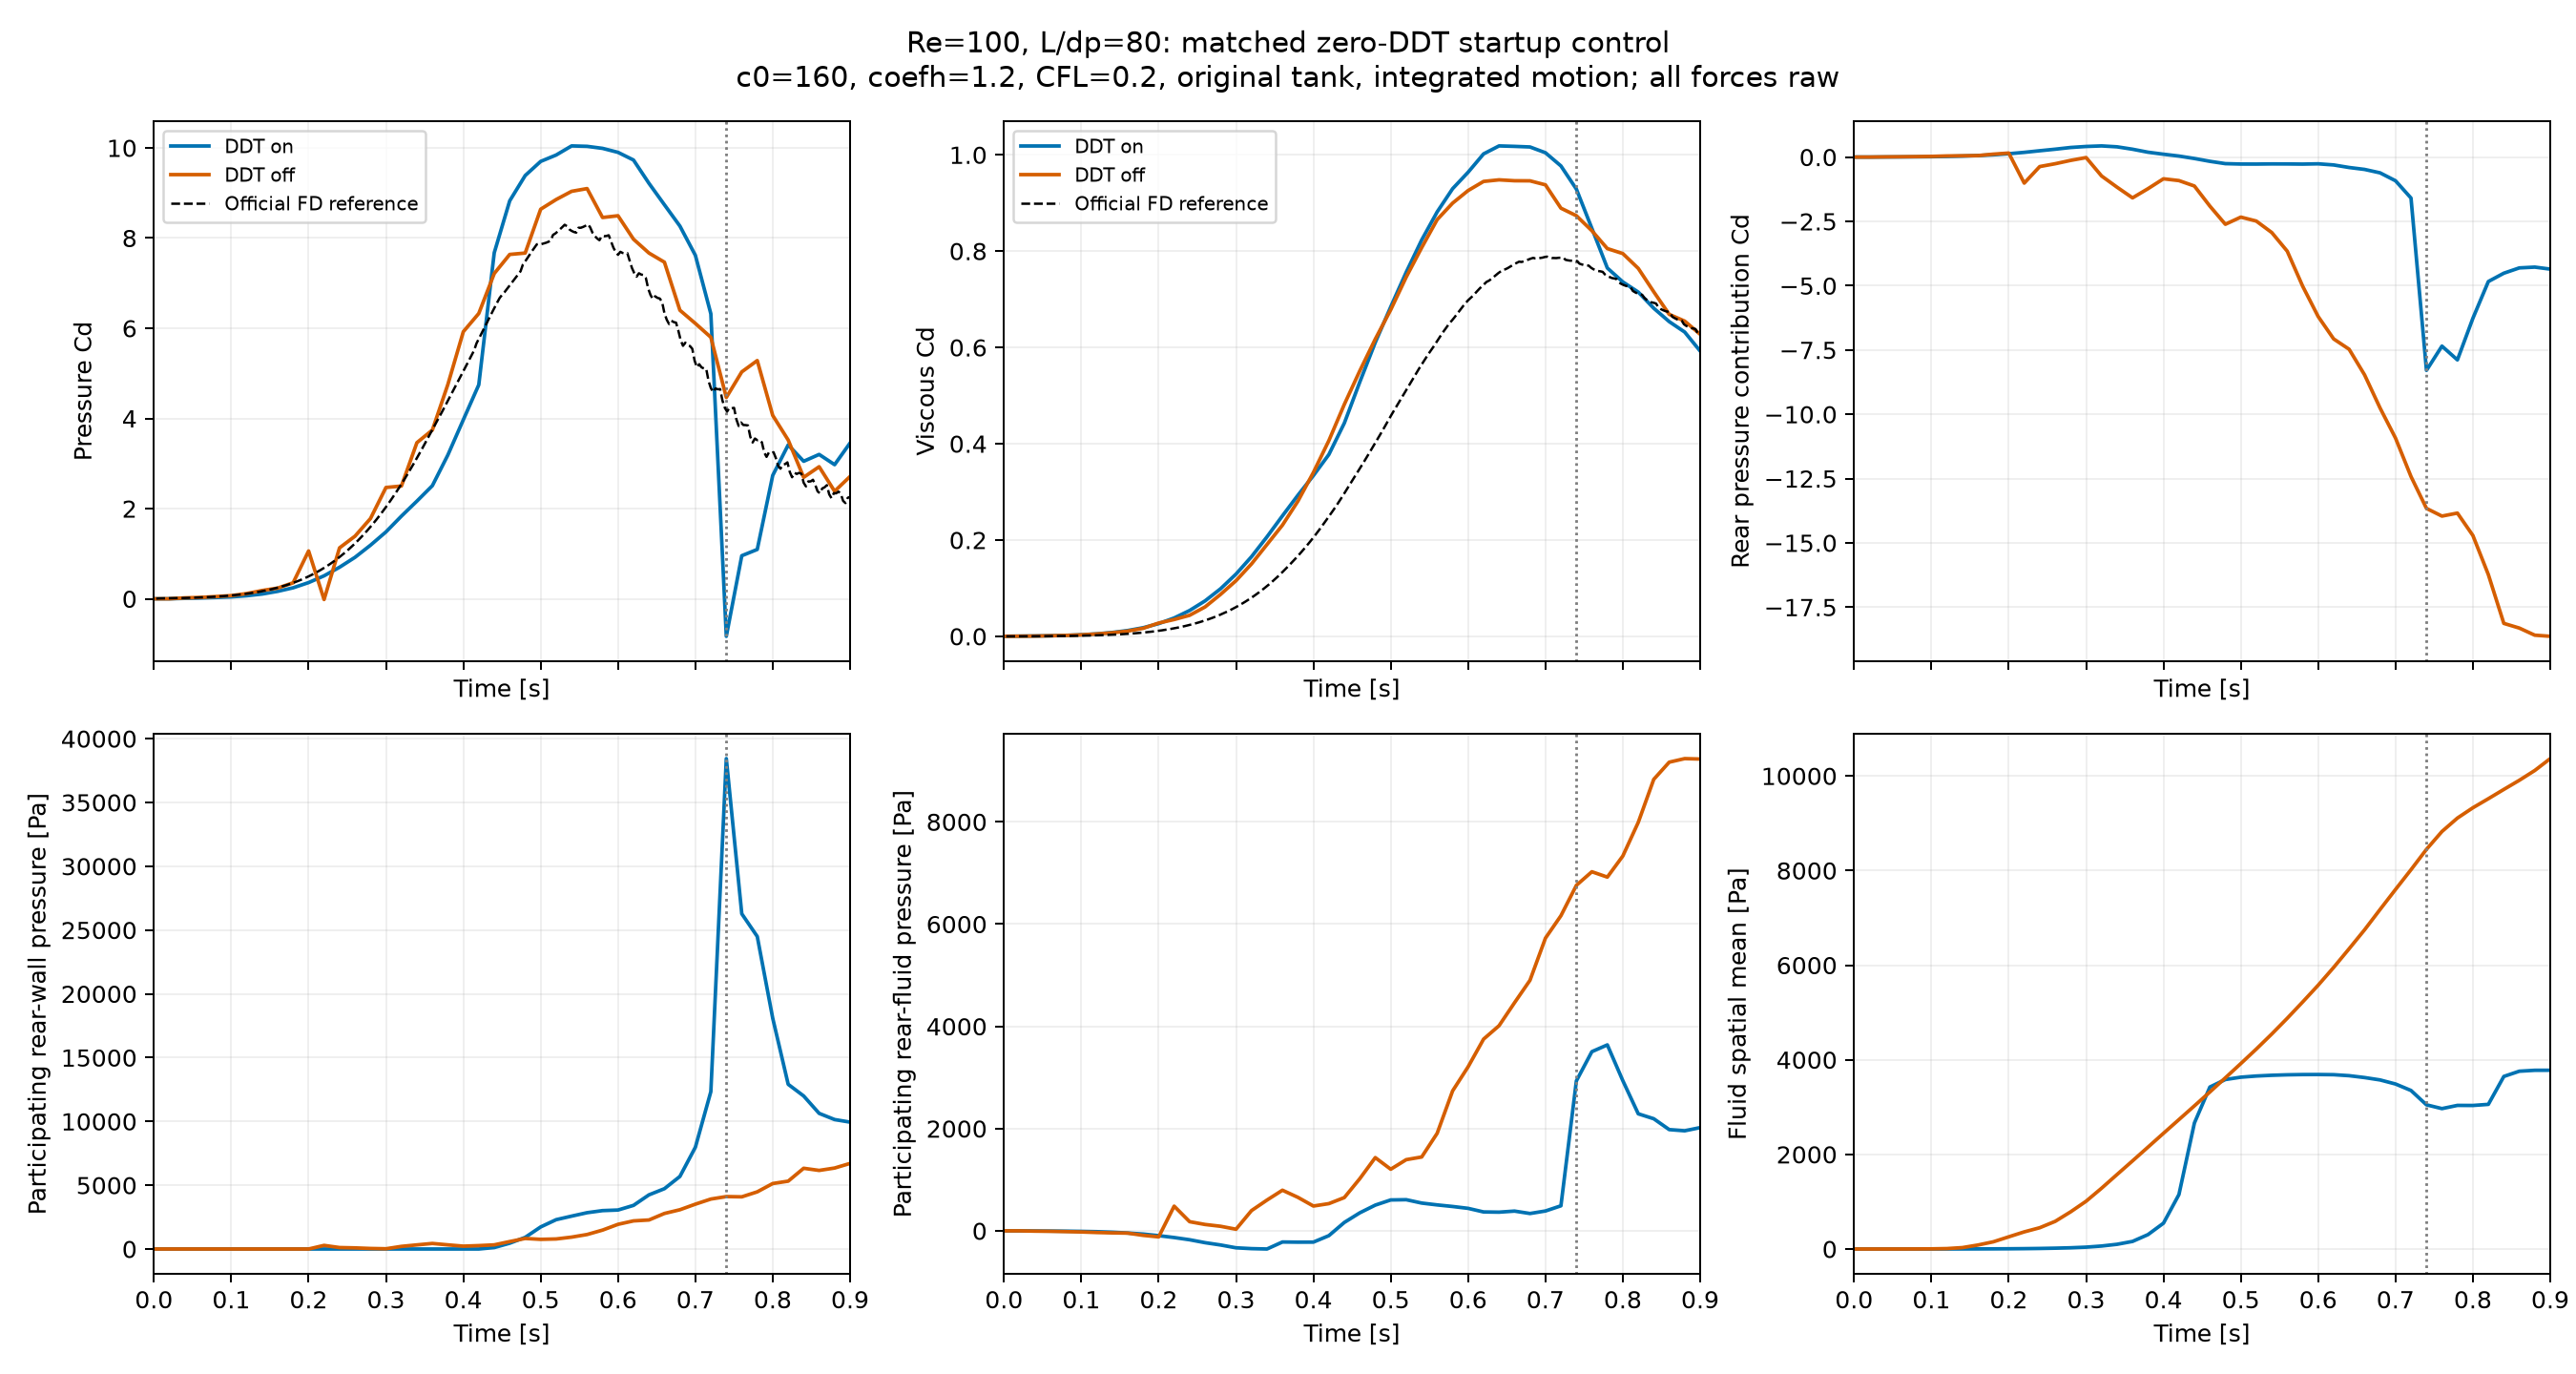 Re=100, L/dp=80: matched zero-DDT startup control
c0=160, coefh=1.2, CFL=0.2, original tank, integrated motion; all forces raw
Pressure Cd
10
8
6
4
2
0
DDT on
DDT off
Official FD reference
Time [s]
Viscous Cd
1.0
0.8
0.6
0.4
0.2
0.0
DDT on
DDT off
Official FD reference
Time [s]
Rear pressure contribution Cd
0.0
−2.5
−5.0
−7.5
−10.0
−12.5
−15.0
−17.5
Time [s]
Participating rear-wall pressure [Pa]
40000
35000
30000
25000
20000
15000
10000
5000
0
0.0 0.1 0.2 0.3 0.4 0.5 0.6 0.7 0.8 0.9
Time [s]
Participating rear-fluid pressure [Pa]
8000
6000
4000
2000
0
0.0 0.1 0.2 0.3 0.4 0.5 0.6 0.7 0.8 0.9
Time [s]
Fluid spatial mean [Pa]
10000
8000
6000
4000
2000
0
0.0 0.1 0.2 0.3 0.4 0.5 0.6 0.7 0.8 0.9
Time [s]